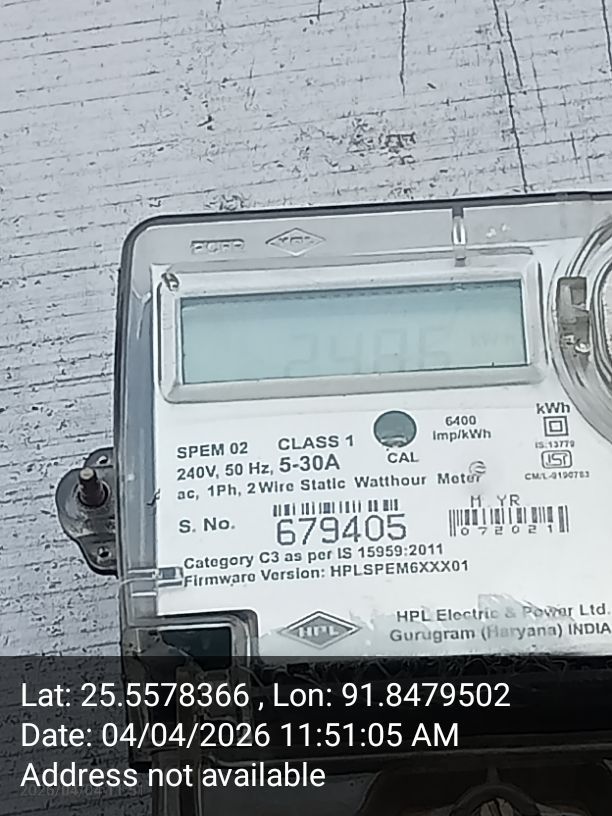 2486 kWh
6400
imp/kWh
CAL
kWh
IS:13779
CM/L-9190783
SPEM 02 CLASS 1
240V, 50 Hz, 5-30A
ac, 1Ph, 2 Wire Static Watthour Meter
S. No. 679405
M YR
072021
Category C3 as per IS 15959:2011
Firmware Version: HPLSPEM6XXX01
HPL
HPL Electric & Power Ltd.
Gurugram (Haryana) INDIA
Lat: 25.5578366 , Lon: 91.8479502
Date: 04/04/2026 11:51:05 AM
Address not available